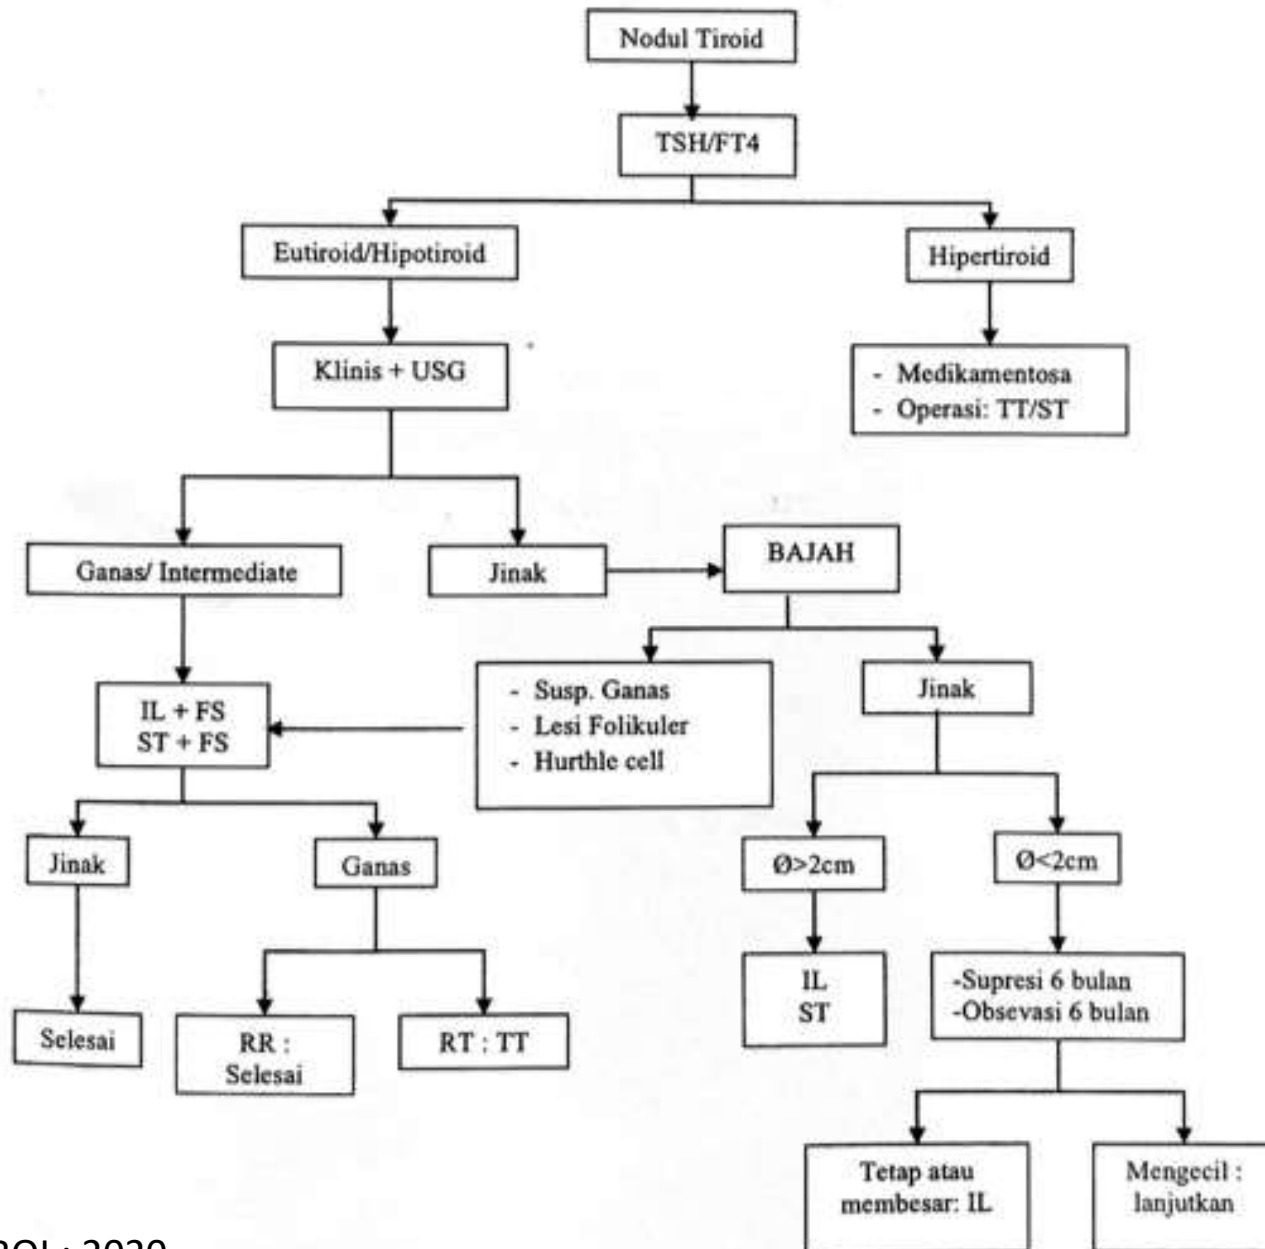 Nodul Tiroid
TSH/FT4
Eutiroid/Hipotiroid
Hipertiroid
Klinis + USG
- Medikamentosa
- Operasi: TT/ST
Ganas/ Intermediate
Jinak
BAJAH
IL + FS
ST + FS
- Susp. Ganas
- Lesi Folikuler
- Hurthle cell
Jinak
Jinak
Ganas
Ø>2cm
Ø<2cm
Selesai
RR :
Selesai
RT : TT
IL
ST
-Supresi 6 bulan
-Obsevasi 6 bulan
Tetap atau
membesar: IL
Mengecil :
lanjutkan
2020